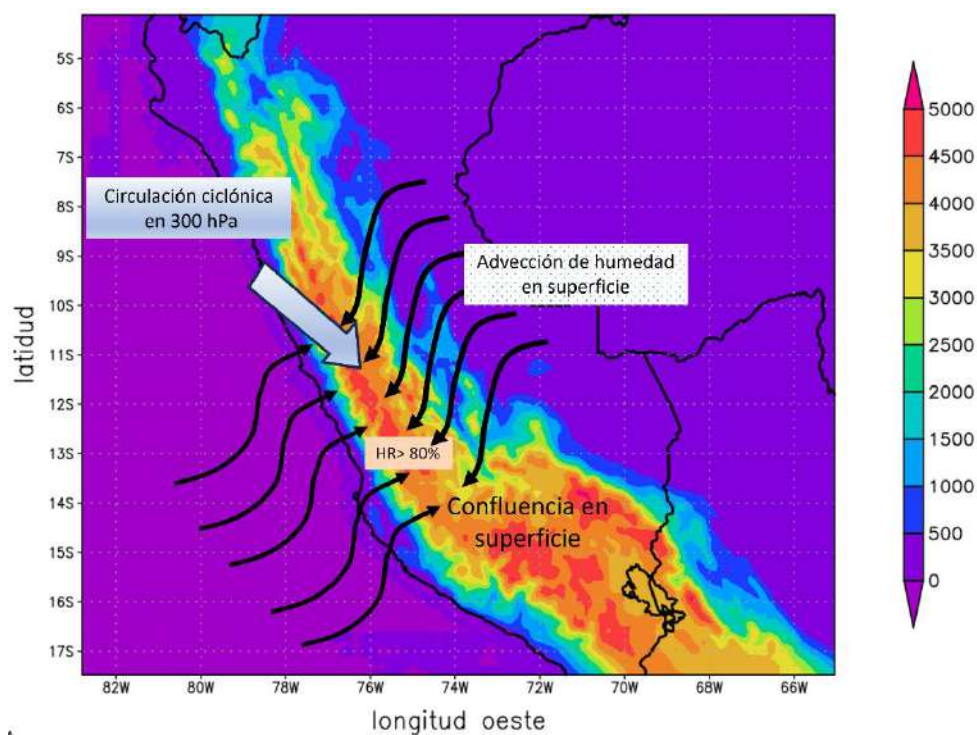 5S
6S
7S
8S
9S
10S
11S
12S
13S
14S
15S
16S
17S
latidud
Circulación ciclónica
en 300 hPa
Advección de humedad
en superficie
HR> 80%
Confluencia en
superficie
82W
80W
78W
76W
74W
72W
70W
68W
66W
longitud oeste
5000
4500
4000
3500
3000
2500
2000
1500
1000
500
0